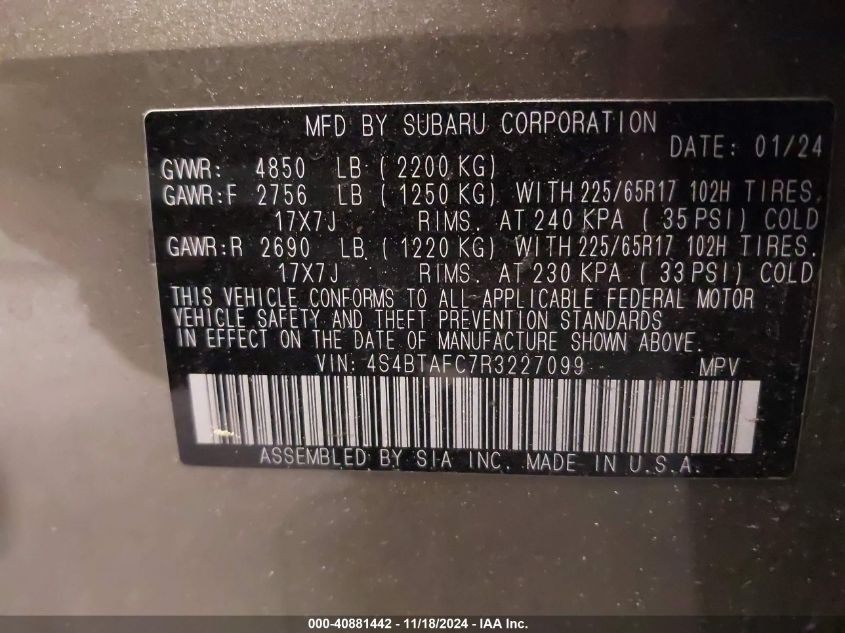 MFD BY SUBARU CORPORATION
DATE: 01/24
GVWR: 4850 LB ( 2200 KG)
GAWR:F 2756 LB ( 1250 KG) WITH 225/65R17 102H TIRES.
17X7J RIMS. AT 240 KPA ( 35 PSI) COLD
GAWR:R 2690 LB. ( 1220 KG) WITH 225/65R17 102H TIRES.
17X7J RIMS. AT 230 KPA ( 33 PSI) COLD
THIS VEHICLE CONFORMS TO ALL APPLICABLE FEDERAL MOTOR
VEHICLE SAFETY AND THEFT PREVENTION STANDARDS
IN EFFECT ON THE DATE OF MANUFACTURE SHOWN ABOVE.
VIN: 4S4BTAFC7R3227099 MPV
ASSEMBLED BY SIA INC. MADE IN U.S.A.
000-40881442 - 11/18/2024 - IAA Inc.